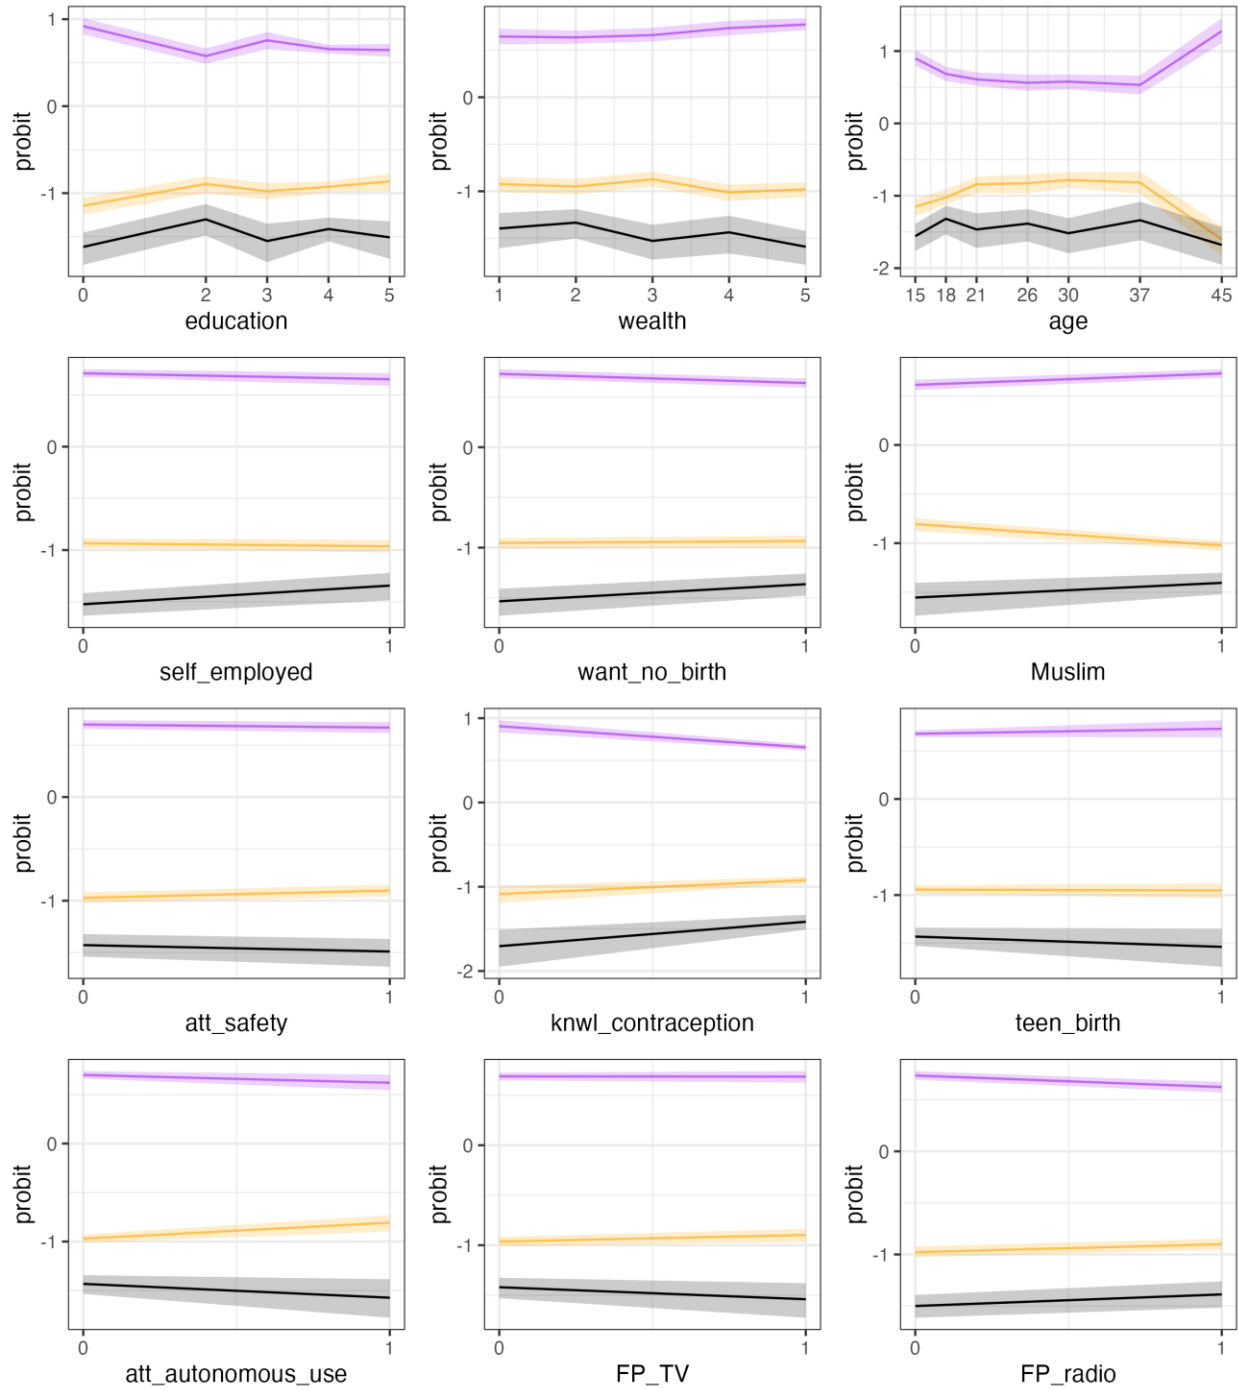 1
0
-1
probit
0 2 3 4 5
education
0
-1
probit
1 2 3 4 5
wealth
1
0
-1
-2
probit
15 18 21 26 30 37 45
age
0
-1
probit
0 1
self_employed
0
-1
probit
0 1
want_no_birth
0
-1
probit
0 1
Muslim
0
-1
probit
0 1
att_safety
1
0
-1
-2
probit
0 1
knwl_contraception
0
-1
probit
0 1
teen_birth
0
-1
probit
0 1
att_autonomous_use
0
-1
probit
0 1
FP_TV
0
-1
probit
0 1
FP_radio